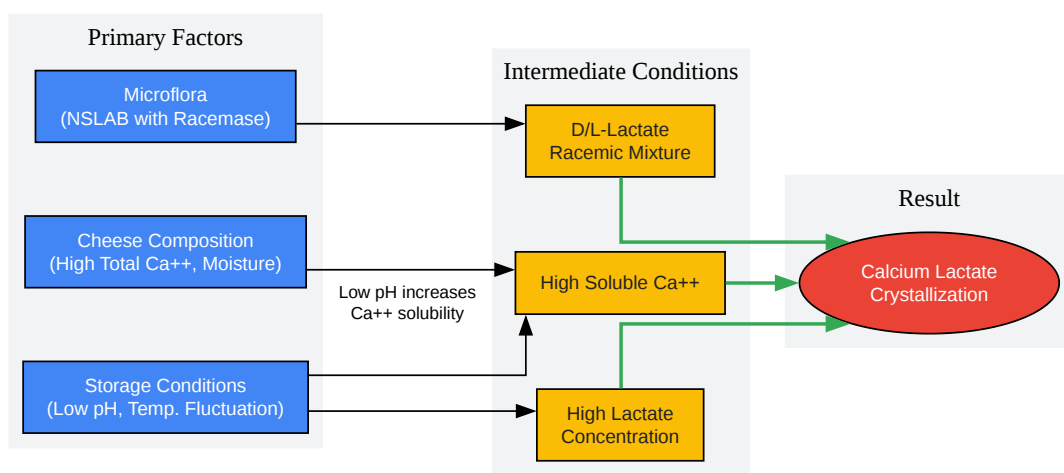 Primary Factors
Microflora
(NSLAB with Racemase)
Cheese Composition
(High Total Ca++, Moisture)
Low pH increases
Ca++ solubility
Storage Conditions
(Low pH, Temp. Fluctuation)
Intermediate Conditions
D/L-Lactate
Racemic Mixture
High Soluble Ca++
High Lactate
Concentration
Result
Calcium Lactate
Crystallization